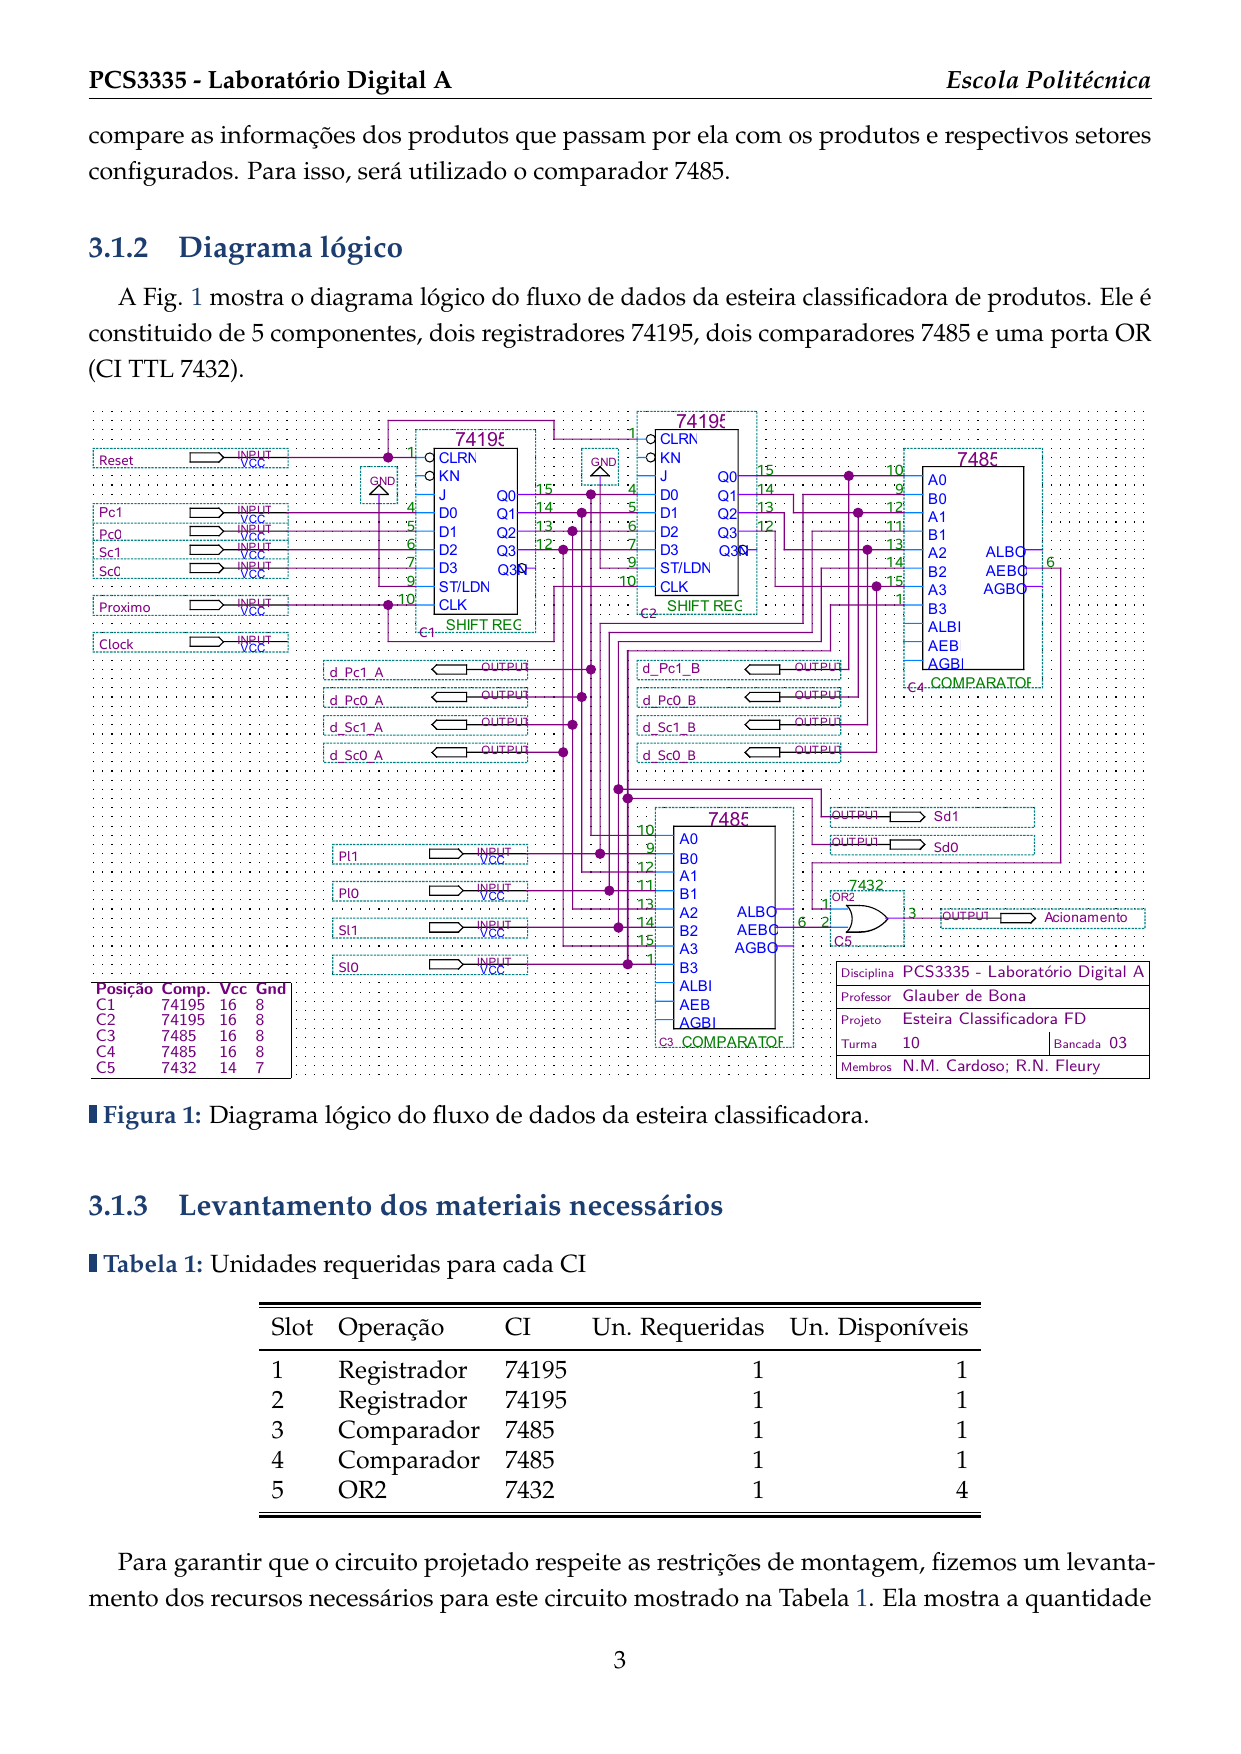 PCS3335 - Laboratório Digital A
Escola Politécnica
compare as informações dos produtos que passam por ela com os produtos e respectivos setores
configurados. Para isso, será utilizado o comparador 7485.
3.1.2 Diagrama lógico
A Fig. 1 mostra o diagrama lógico do fluxo de dados da esteira classificadora de produtos. Ele é
constituido de 5 componentes, dois registradores 74195, dois comparadores 7485 e uma porta OR
(CI TTL 7432).
Reset INPUT VCC
Pc1 INPUT VCC
Pc0 INPUT VCC
Sc1 INPUT VCC
Sc0 INPUT VCC
Proximo INPUT VCC
Clock INPUT VCC
GND
74195
1 CLRN
KN
J Q0 15
4 D0 Q1 14
5 D1 Q2 13
6 D2 Q3 12
7 D3 Q3N
9 ST/LDN
10 CLK
C1 SHIFT REG
GND
74195
1 CLRN
KN
J Q0 15
4 D0 Q1 14
5 D1 Q2 13
6 D2 Q3 12
7 D3 Q3N
9 ST/LDN
10 CLK
C2 SHIFT REG
7485
10 A0
9 B0
12 A1
11 B1
13 A2 ALBO
14 B2 AEBO 6
15 A3 AGBO
1 B3
ALBI
AEB
AGBI
C4 COMPARATOR
d_Pc1_A OUTPUT
d_Pc0_A OUTPUT
d_Sc1_A OUTPUT
d_Sc0_A OUTPUT
d_Pc1_B OUTPUT
d_Pc0_B OUTPUT
d_Sc1_B OUTPUT
d_Sc0_B OUTPUT
Pl1 INPUT VCC
Pl0 INPUT VCC
Sl1 INPUT VCC
Sl0 INPUT VCC
7485
10 A0
9 B0
12 A1
11 B1
13 A2 ALBO
14 B2 AEBO 6
15 A3 AGBO
1 B3
ALBI
AEB
AGBI
C3 COMPARATOR
OUTPUT Sd1
OUTPUT Sd0
7432
OR2
1
2
3
C5
OUTPUT Acionamento
Posição Comp. Vcc Gnd
C1 74195 16 8
C2 74195 16 8
C3 7485 16 8
C4 7485 16 8
C5 7432 14 7
Disciplina PCS3335 - Laboratório Digital A
Professor Glauber de Bona
Projeto Esteira Classificadora FD
Turma 10 Bancada 03
Membros N.M. Cardoso; R.N. Fleury
Figura 1: Diagrama lógico do fluxo de dados da esteira classificadora.
3.1.3 Levantamento dos materiais necessários
Tabela 1: Unidades requeridas para cada CI
Slot Operação CI Un. Requeridas Un. Disponíveis
1 Registrador 74195 1 1
2 Registrador 74195 1 1
3 Comparador 7485 1 1
4 Comparador 7485 1 1
5 OR2 7432 1 4
Para garantir que o circuito projetado respeite as restrições de montagem, fizemos um levanta-
mento dos recursos necessários para este circuito mostrado na Tabela 1. Ela mostra a quantidade
3